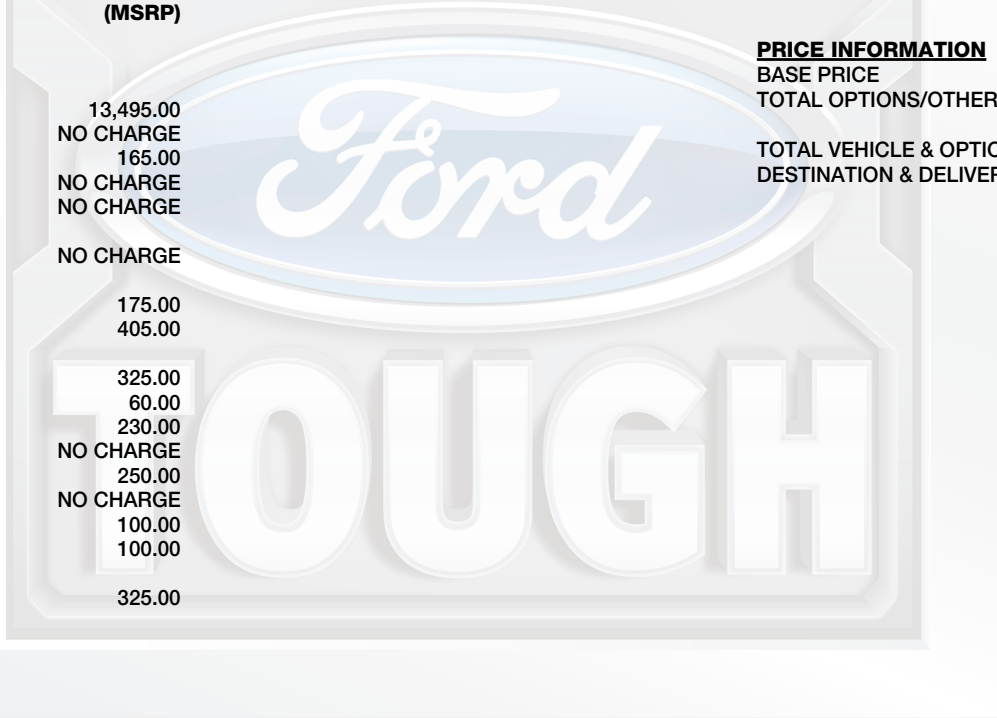 (MSRP)
13,495.00
NO CHARGE
165.00
NO CHARGE
NO CHARGE
NO CHARGE
175.00
405.00
325.00
60.00
230.00
NO CHARGE
250.00
NO CHARGE
100.00
100.00
325.00
PRICE INFORMATION
BASE PRICE
TOTAL OPTIONS/OTHER
TOTAL VEHICLE & OPTIO
DESTINATION & DELIVER
Ford
TOUGH